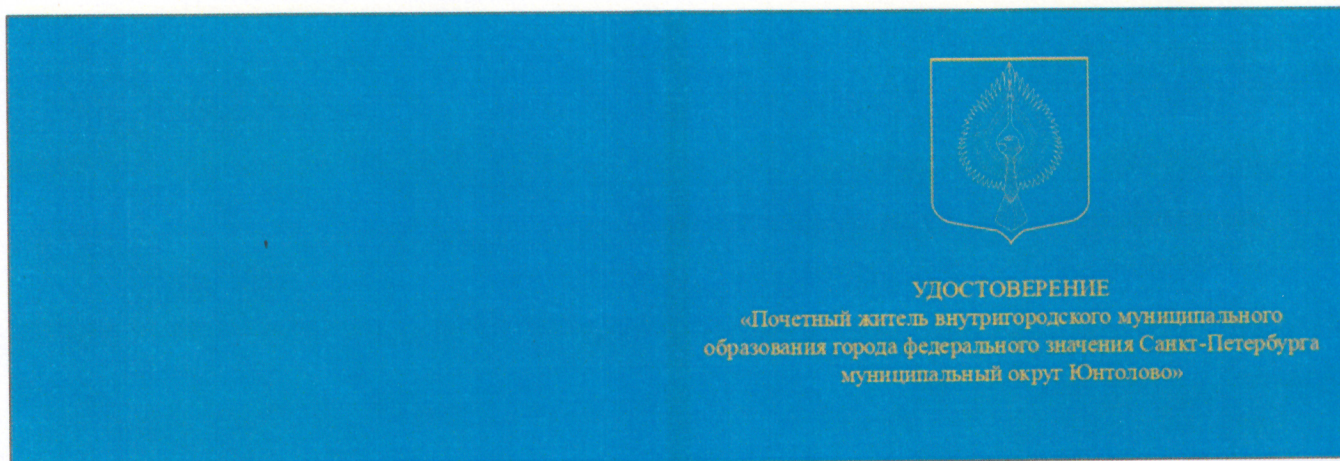 УДОСТОВЕРЕНИЕ
«Почетный житель внутригородского муниципального
образования города федерального значения Санкт-Петербурга
муниципальный округ Юнтолово»